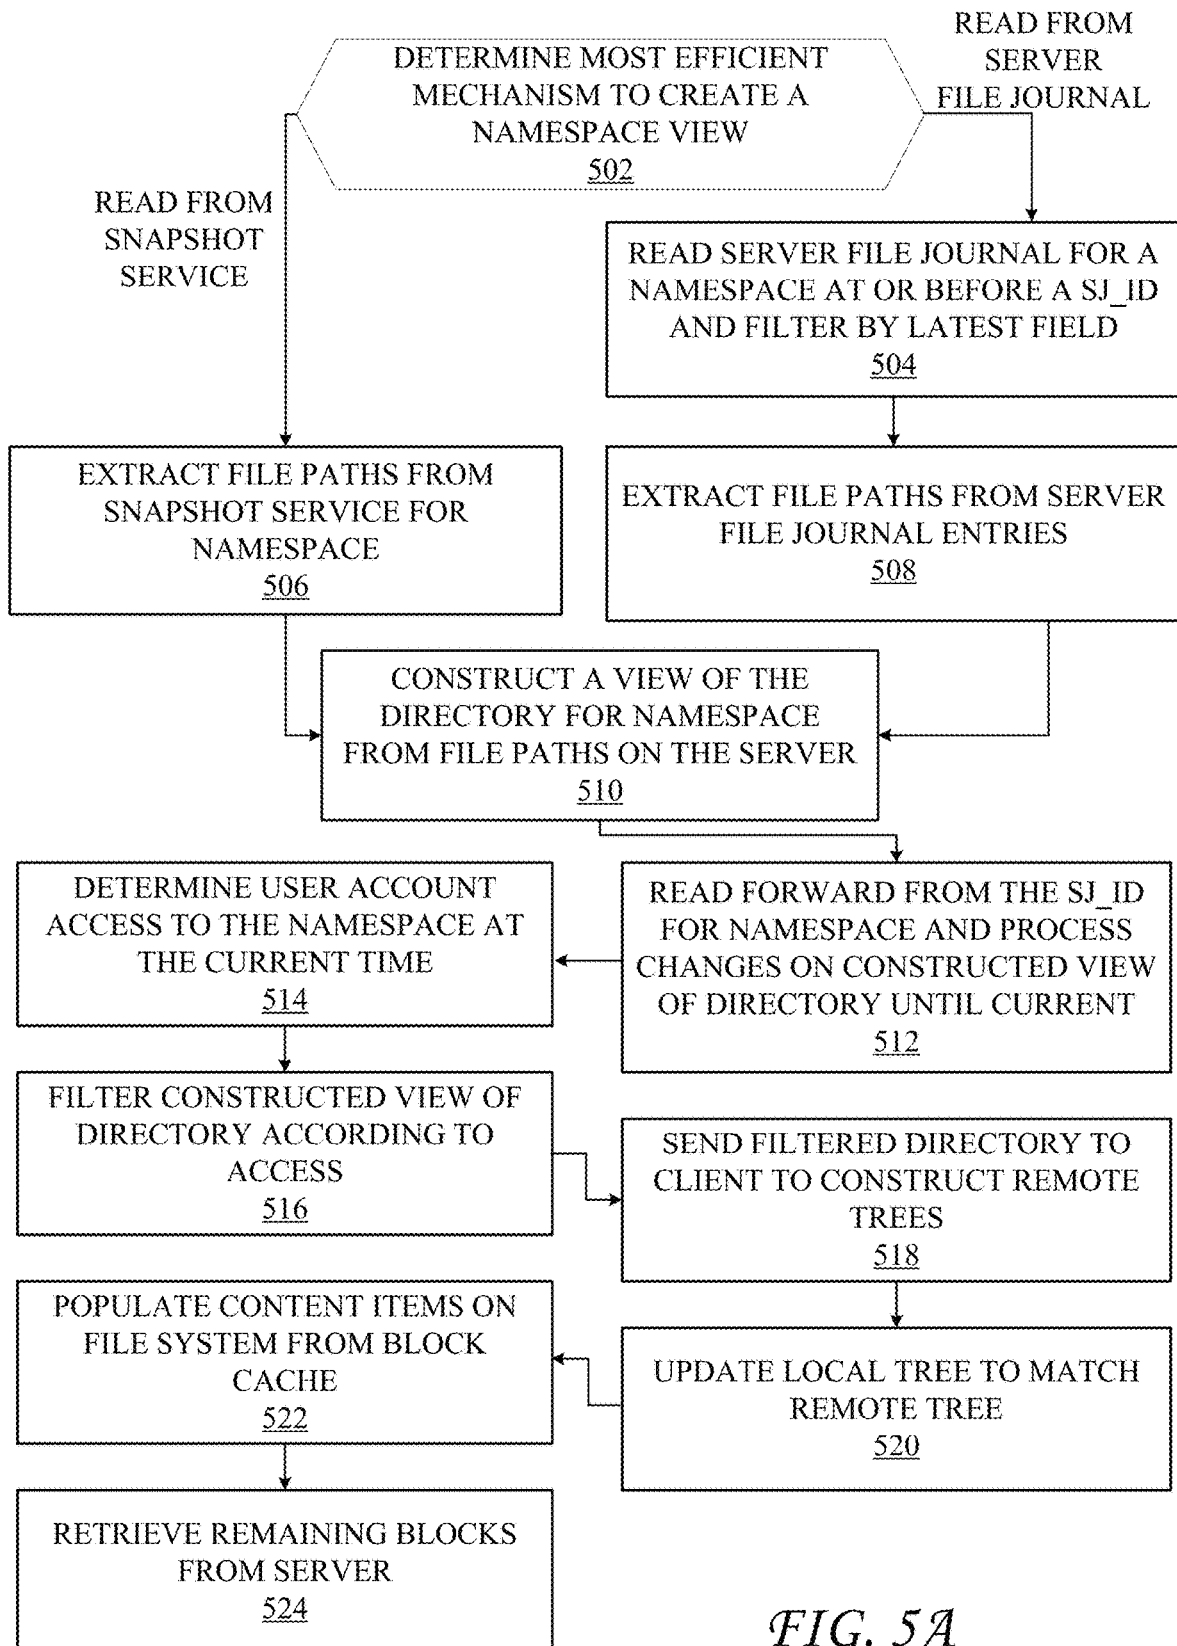 READ FROM
SERVER
FILE JOURNAL
DETERMINE MOST EFFICIENT
MECHANISM TO CREATE A
NAMESPACE VIEW
502
READ FROM
SNAPSHOT
SERVICE
READ SERVER FILE JOURNAL FOR A
NAMESPACE AT OR BEFORE A SJ_ID
AND FILTER BY LATEST FIELD
504
EXTRACT FILE PATHS FROM
SNAPSHOT SERVICE FOR
NAMESPACE
506
EXTRACT FILE PATHS FROM SERVER
FILE JOURNAL ENTRIES
508
CONSTRUCT A VIEW OF THE
DIRECTORY FOR NAMESPACE
FROM FILE PATHS ON THE SERVER
510
READ FORWARD FROM THE SJ_ID
FOR NAMESPACE AND PROCESS
CHANGES ON CONSTRUCTED VIEW
OF DIRECTORY UNTIL CURRENT
512
DETERMINE USER ACCOUNT
ACCESS TO THE NAMESPACE AT
THE CURRENT TIME
514
FILTER CONSTRUCTED VIEW OF
DIRECTORY ACCORDING TO
ACCESS
516
SEND FILTERED DIRECTORY TO
CLIENT TO CONSTRUCT REMOTE
TREES
518
UPDATE LOCAL TREE TO MATCH
REMOTE TREE
520
POPULATE CONTENT ITEMS ON
FILE SYSTEM FROM BLOCK
CACHE
522
RETRIEVE REMAINING BLOCKS
FROM SERVER
524
FIG. 5A